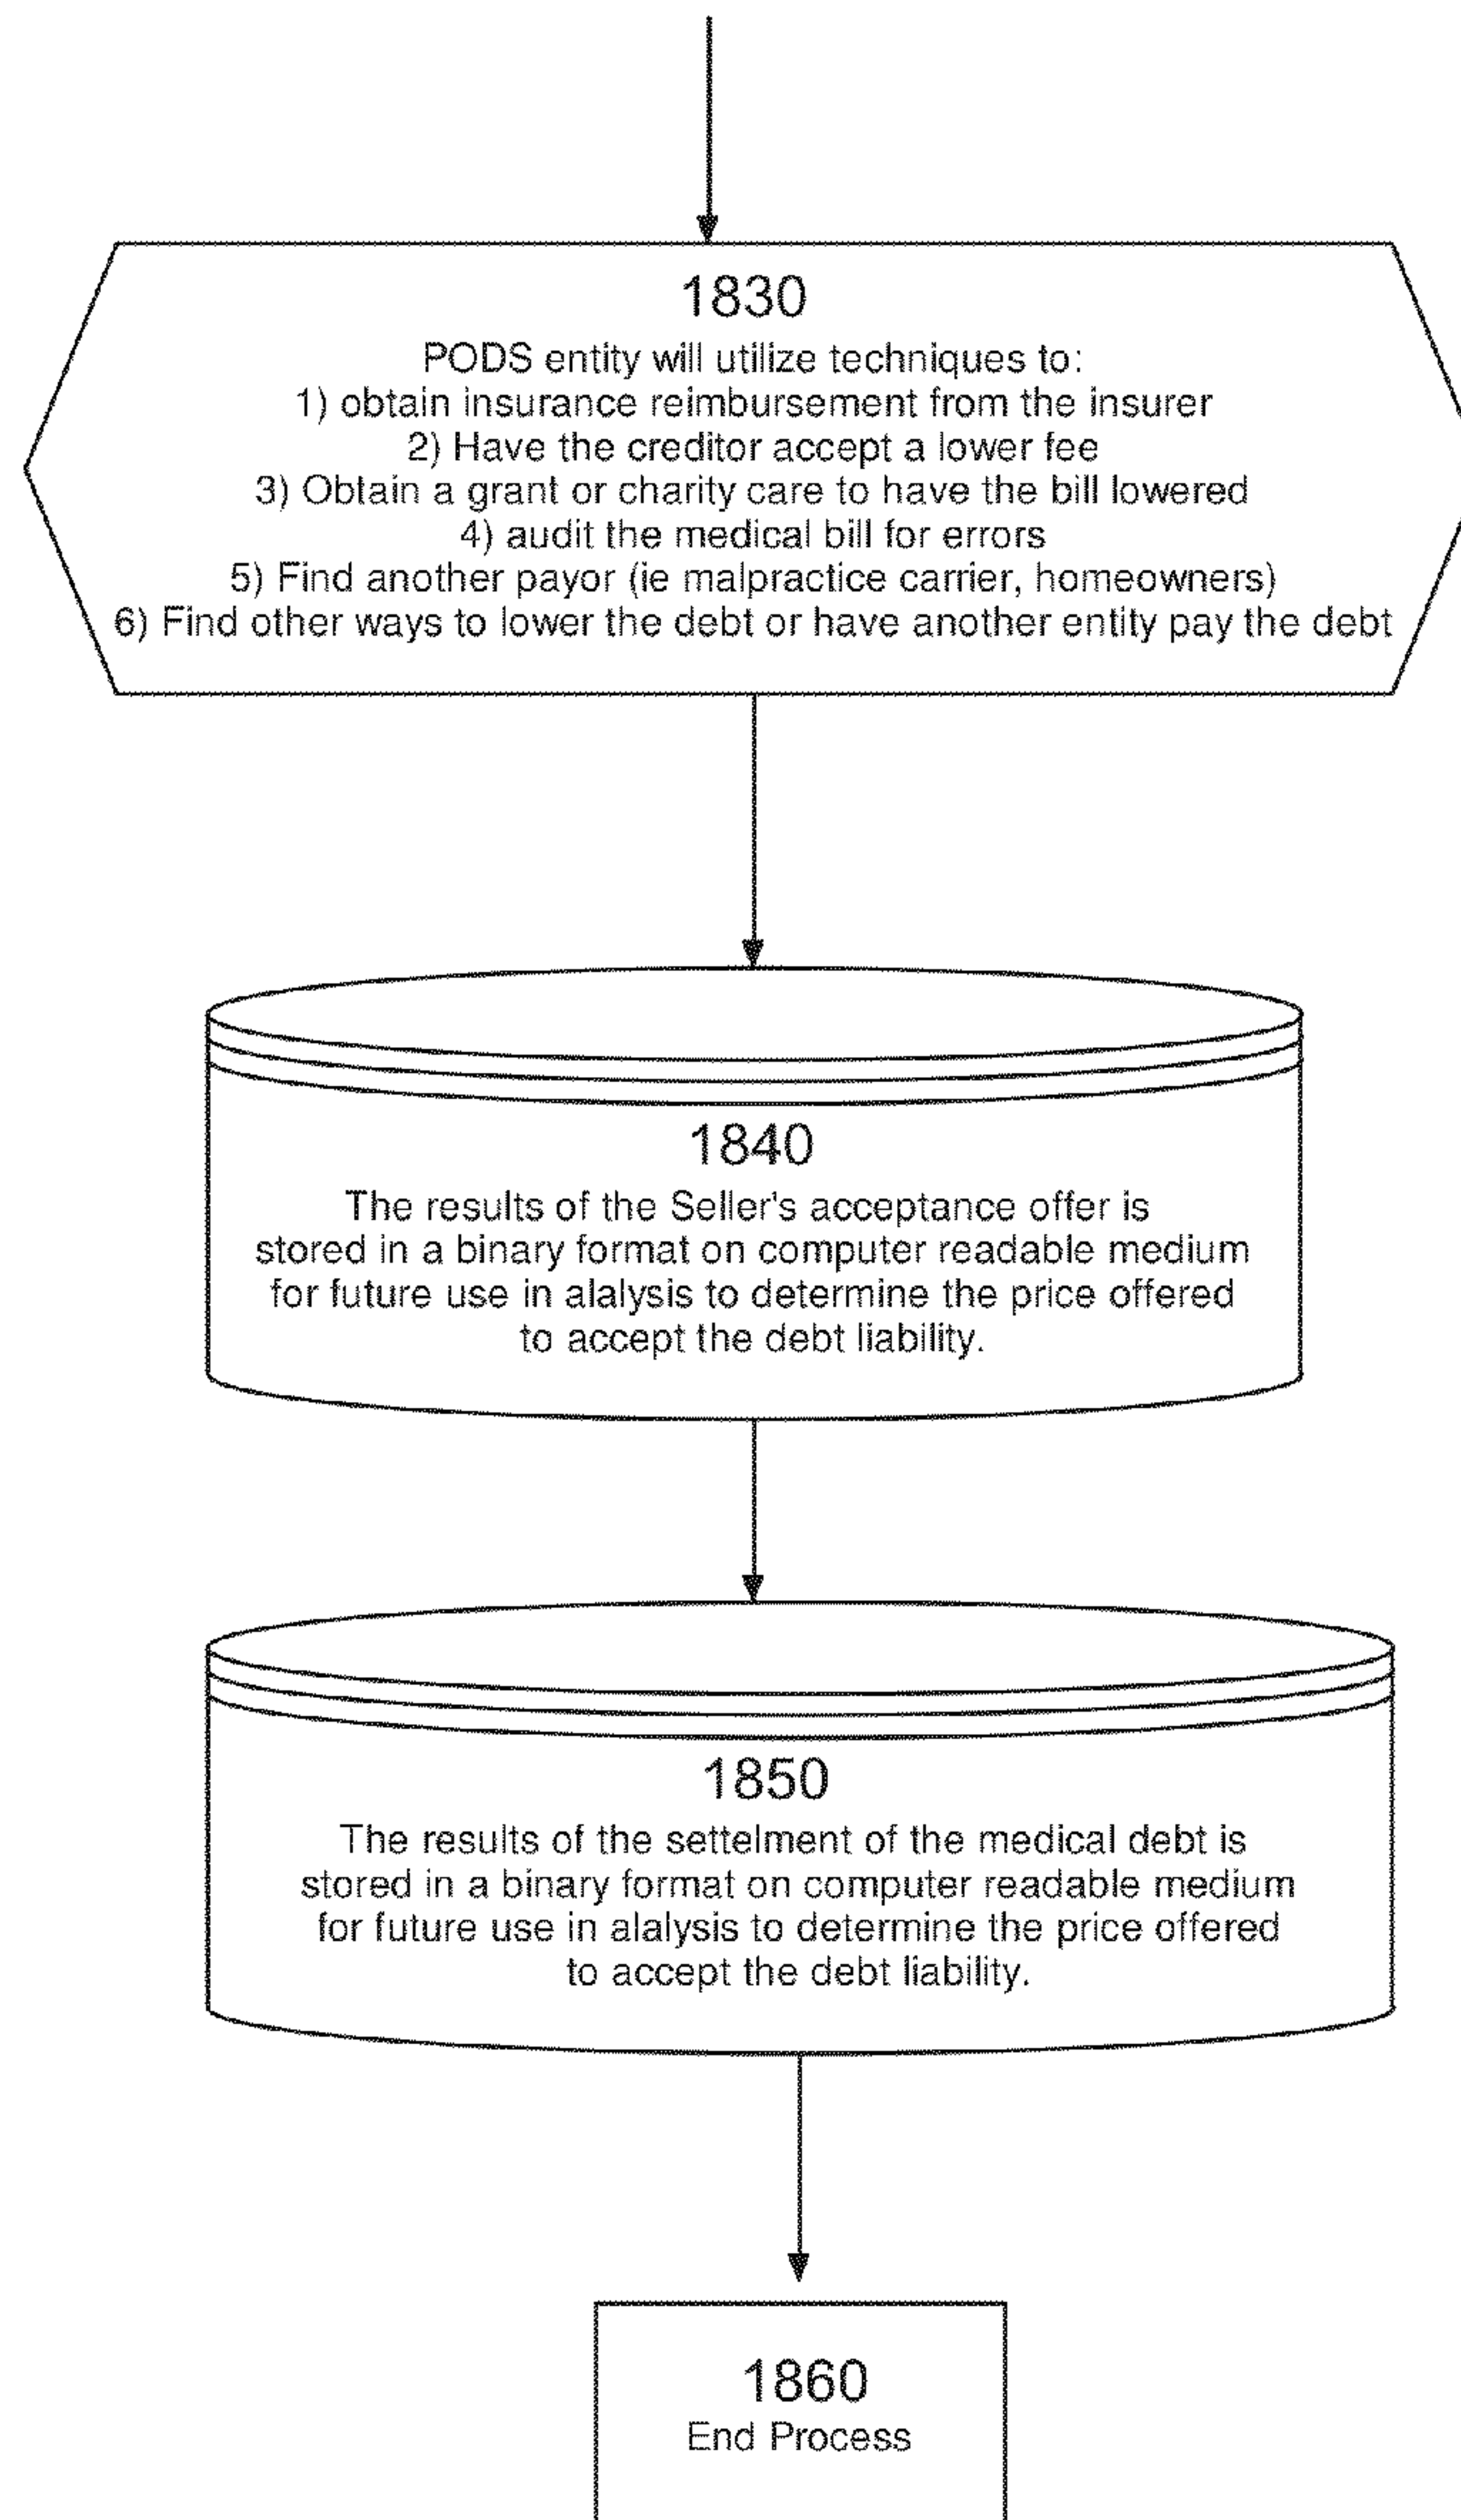 1830
PODS entity will utilize techniques to:
1) obtain insurance reimbursement from the insurer
2) Have the creditor accept a lower fee
3) Obtain a grant or charity care to have the bill lowered
4) audit the medical bill for errors
5) Find another payor (ie malpractice carrier, homeowners)
6) Find other ways to lower the debt or have another entity pay the debt
1840
The results of the Seller's acceptance offer is
stored in a binary format on computer readable medium
for future use in alalysis to determine the price offered
to accept the debt liability.
1850
The results of the settelment of the medical debt is
stored in a binary format on computer readable medium
for future use in alalysis to determine the price offered
to accept the debt liability.
1860
End Process